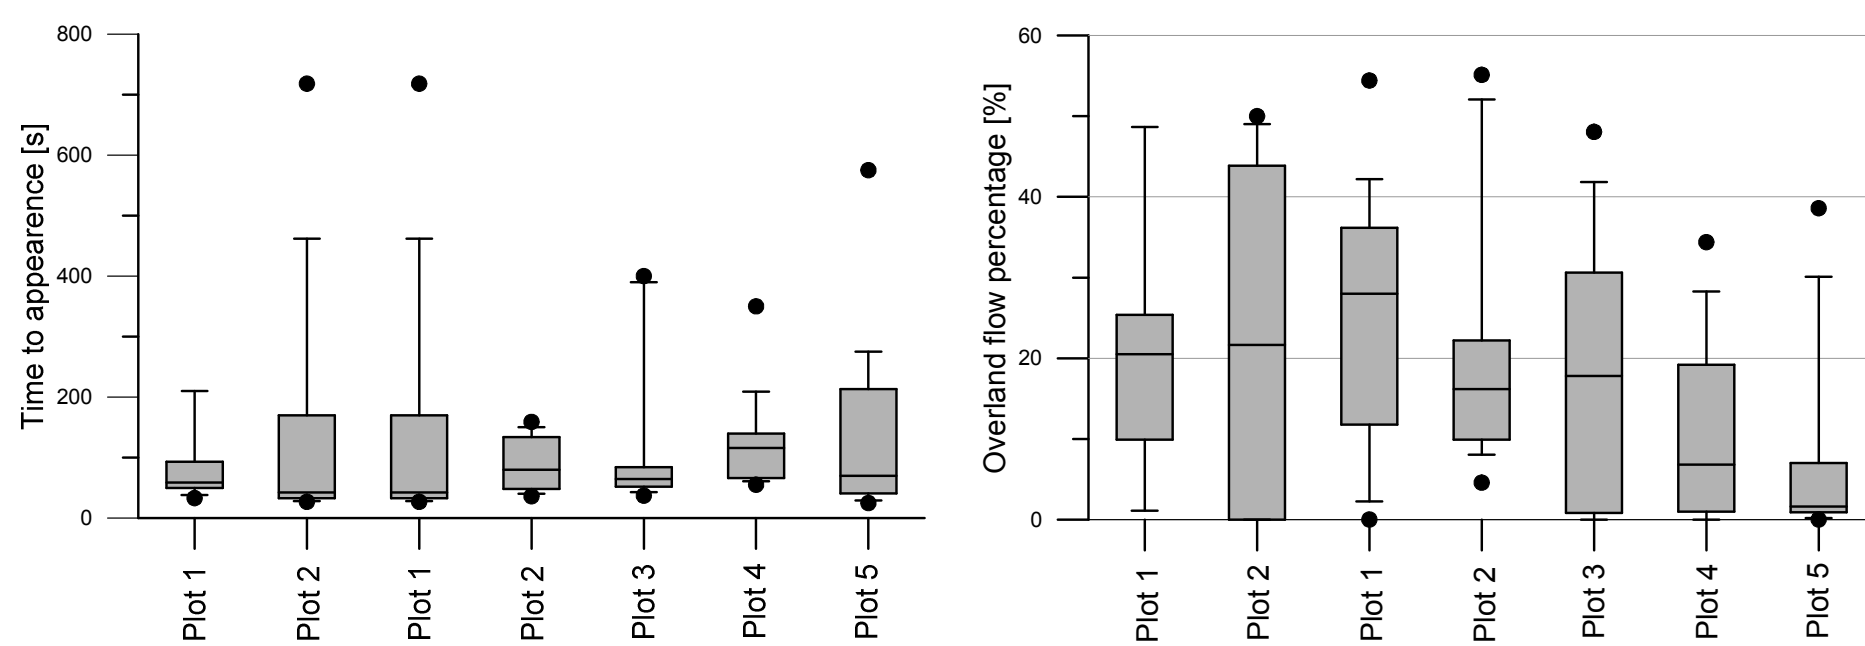 Time to appearence [s]
800
600
400
200
0
Plot 1
Plot 2
Plot 1
Plot 2
Plot 3
Plot 4
Plot 5
Overland flow percentage [%]
60
40
20
0
Plot 1
Plot 2
Plot 1
Plot 2
Plot 3
Plot 4
Plot 5